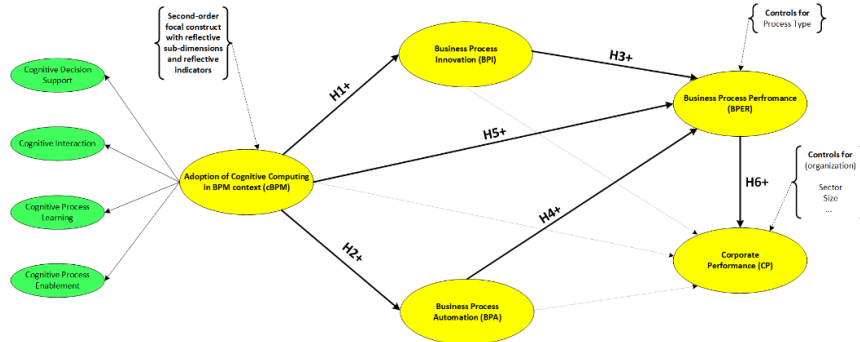 Second-order
focal construct
with reflective
sub-dimensions
and reflective
Indicators
Controls for
Process Type
Business Process
Innovation (BPI)
H3+
Cognitive Decision
Support
H1+
Business Process Perfromance
(BPER)
Cognitive Interaction
H5+
Adoption of Cognitive Computing
in BPM context (cBPM)
Controls for
(organization)
Sector
Size
...
H6+
Cognitive Process
Learning
H4+
H2+
Corporate
Performance (CP)
Cognitive Process
Enablement
Business Process
Automation (BPA)